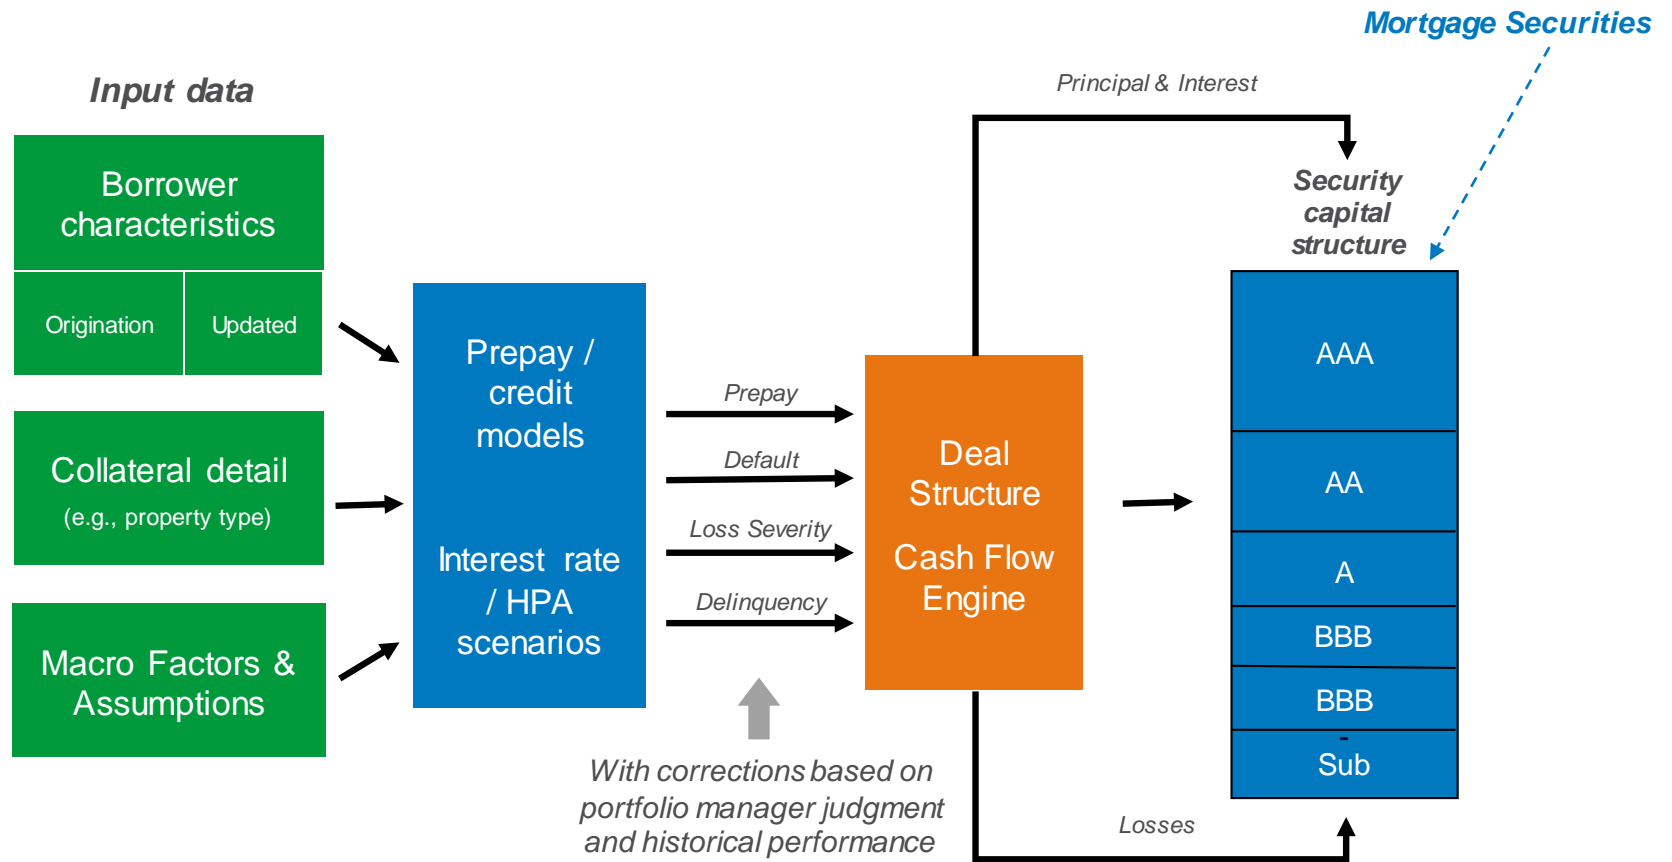 Mortgage Securities
Input data
Borrower
characteristics
Origination
Updated
Collateral detail
(e.g., property type)
Macro Factors &
Assumptions
Prepay /
credit
models
Interest rate
/ HPA
scenarios
Prepay
Default
Loss Severity
Delinquency
With corrections based on
portfolio manager judgment
and historical performance
Deal
Structure
Cash Flow
Engine
Principal & Interest
Losses
Security
capital
structure
AAA
AA
A
BBB
BBB
-
Sub